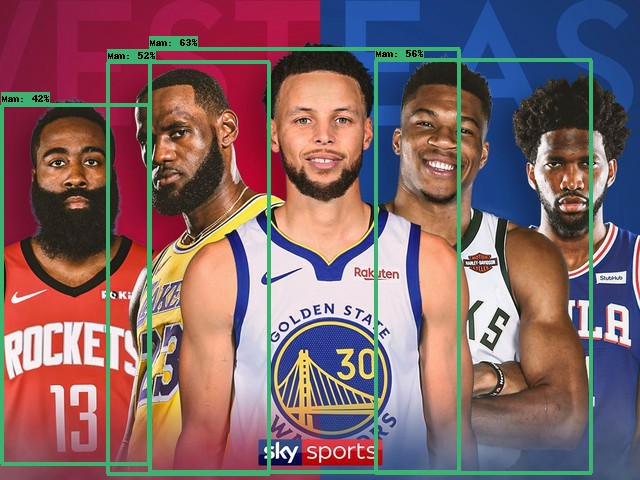 WEST EAST
Man: 63%
Man: 52%
Man: 56%
Man: 42%
Rakuten
HARLEY-DAVIDSON
StubHub
ROCKETS
13
LAKE
23
GOLDEN STATE
30
WARRIORS
KS
ILA
sky sports